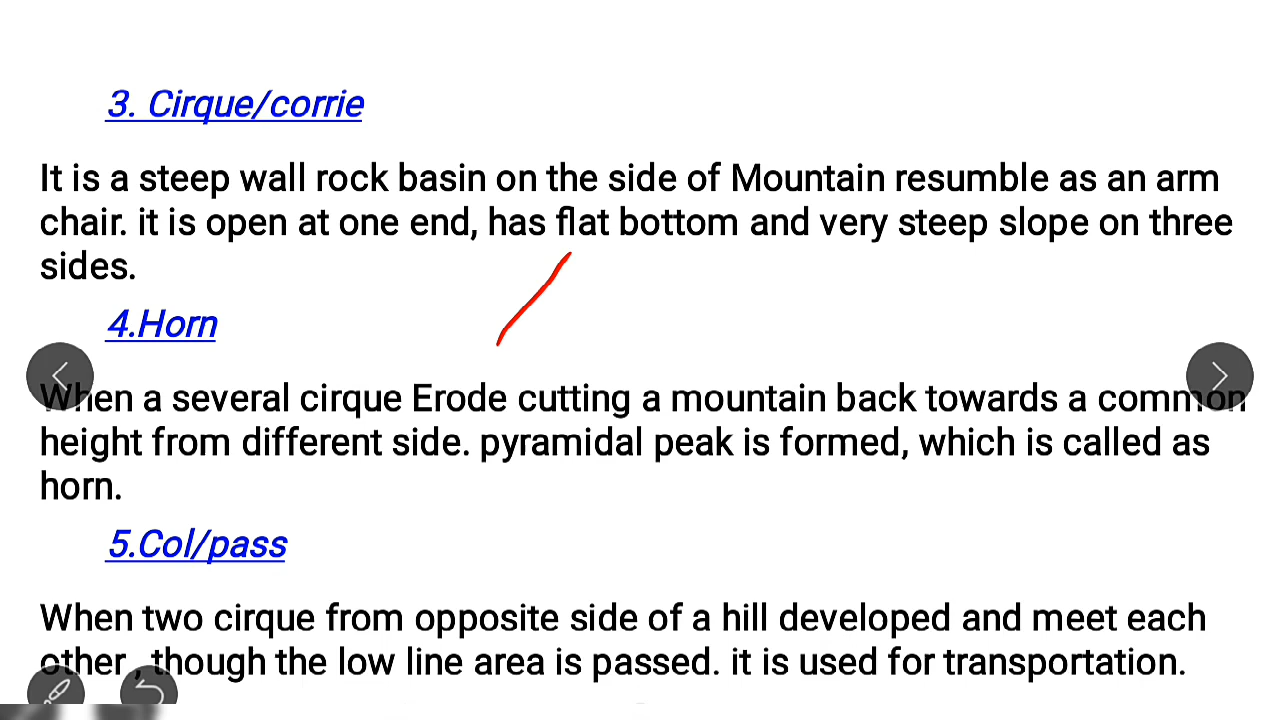 3. Cirque/corrie
It is a steep wall rock basin on the side of Mountain resumble as an arm
chair. it is open at one end, has flat bottom and very steep slope on three
sides.
4.Horn
When a several cirque Erode cutting a mountain back towards a common
height from different side. pyramidal peak is formed, which is called as
horn.
5.Col/pass
When two cirque from opposite side of a hill developed and meet each
other , though the low line area is passed. it is used for transportation.